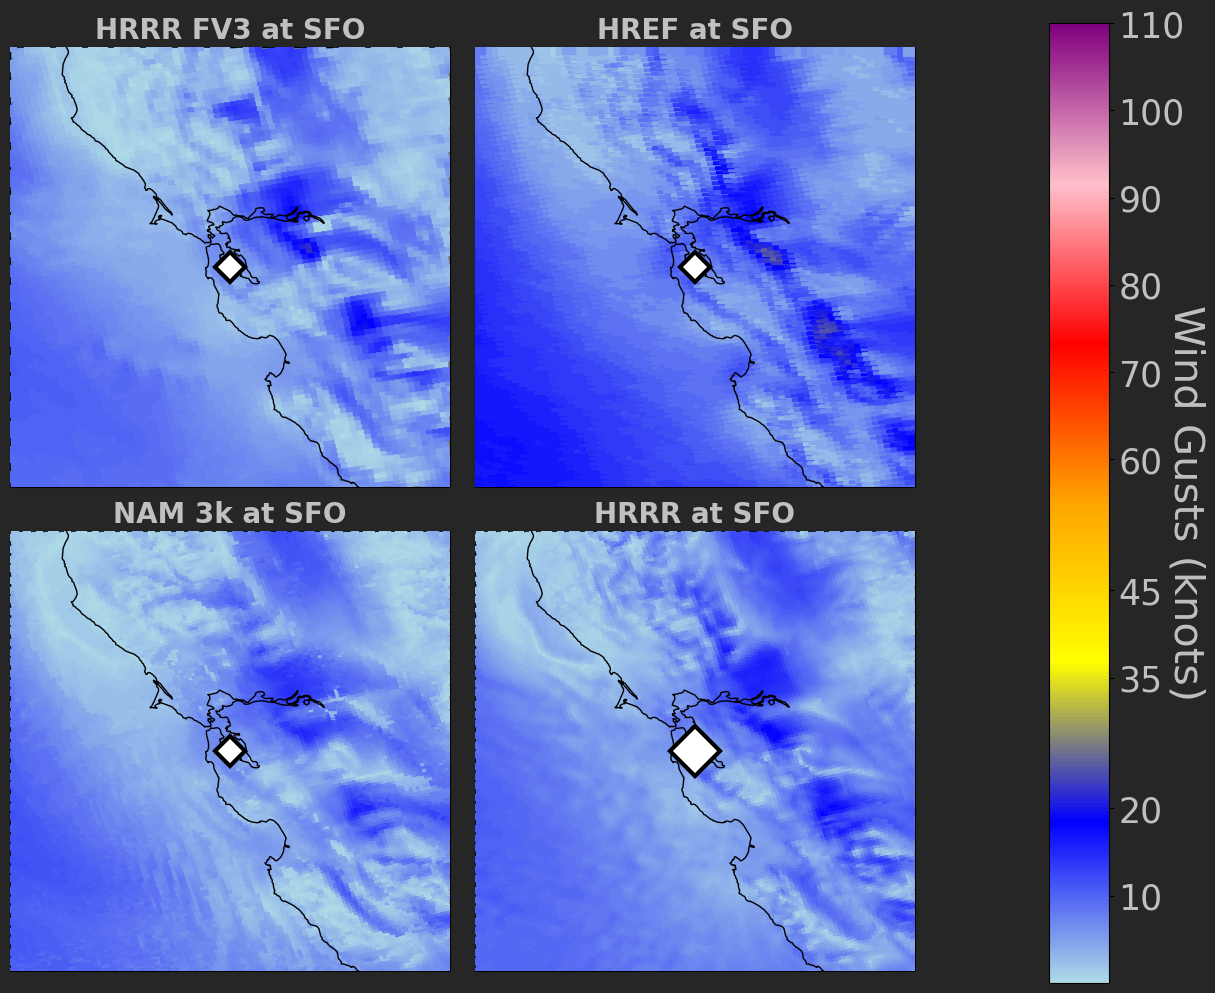 HRRR FV3 at SFO
HREF at SFO
NAM 3k at SFO
HRRR at SFO
110
100
90
80
70
60
45
35
20
10
Wind Gusts (knots)